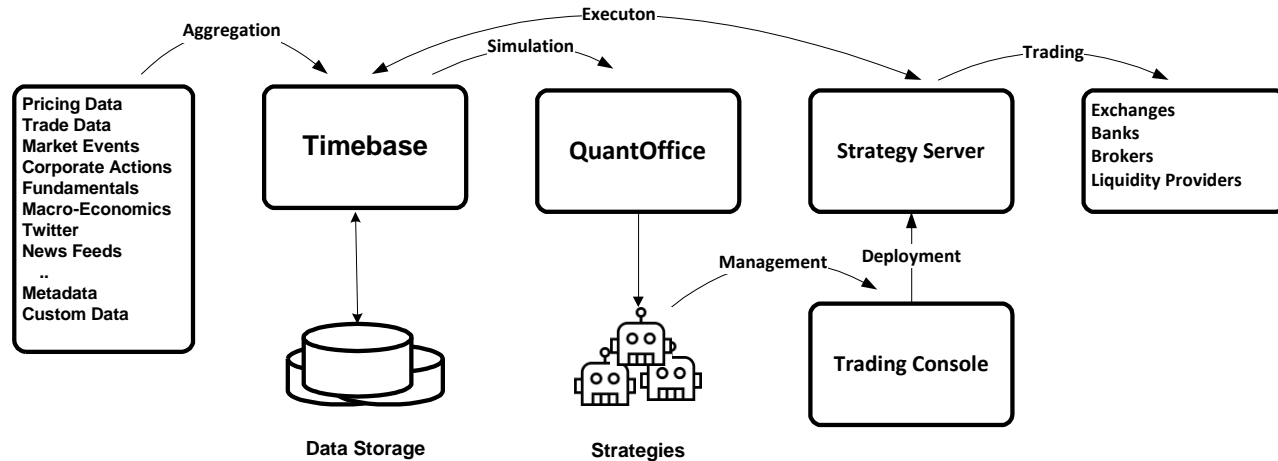 Executon
Aggregation
Simulation
Trading
Pricing Data
Trade Data
Market Events
Corporate Actions
Fundamentals
Macro-Economics
Twitter
News Feeds
..
Metadata
Custom Data
Timebase
QuantOffice
Strategy Server
Exchanges
Banks
Brokers
Liquidity Providers
Management
Deployment
Trading Console
Data Storage
Strategies